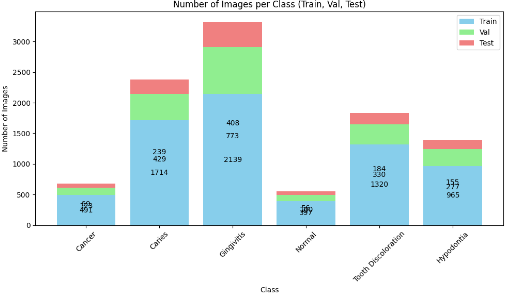 Number of Images per Class (Train, Val, Test)
Train
Val
Test
Number of Images
3000
2500
2000
1500
1000
500
0
491
239
429
1714
408
773
2139
184
330
1320
155
277
965
Cancer
Caries
Gingivitis
Normal
Tooth Discoloration
Hypodontia
Class